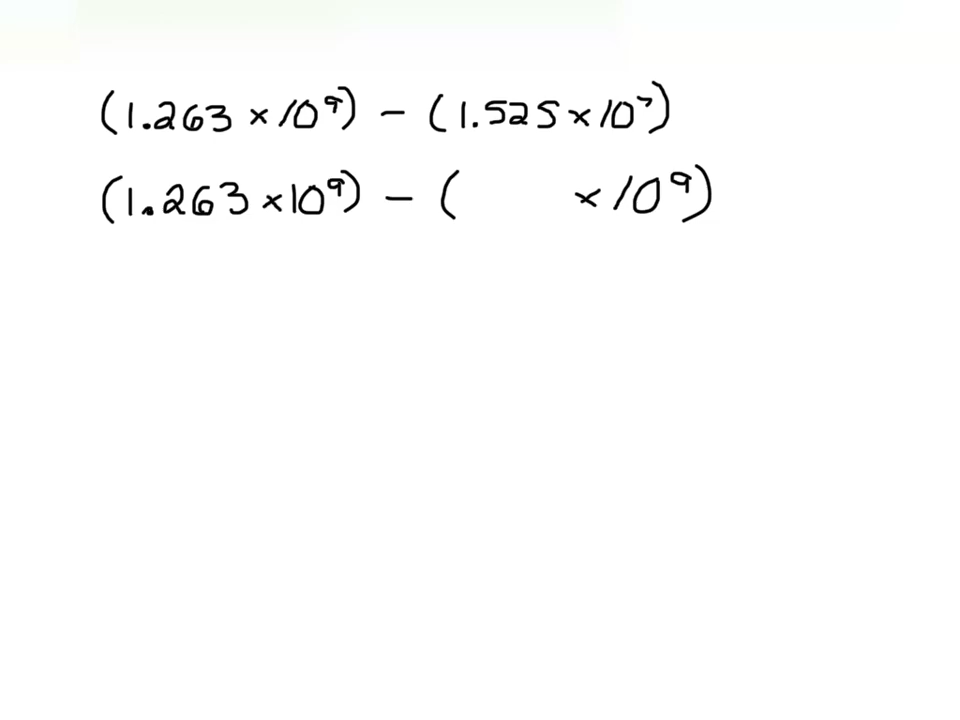 (1.263 × 10⁹) − (1.525 × 10⁷)
(1.263 × 10⁹) − (      × 10⁹)